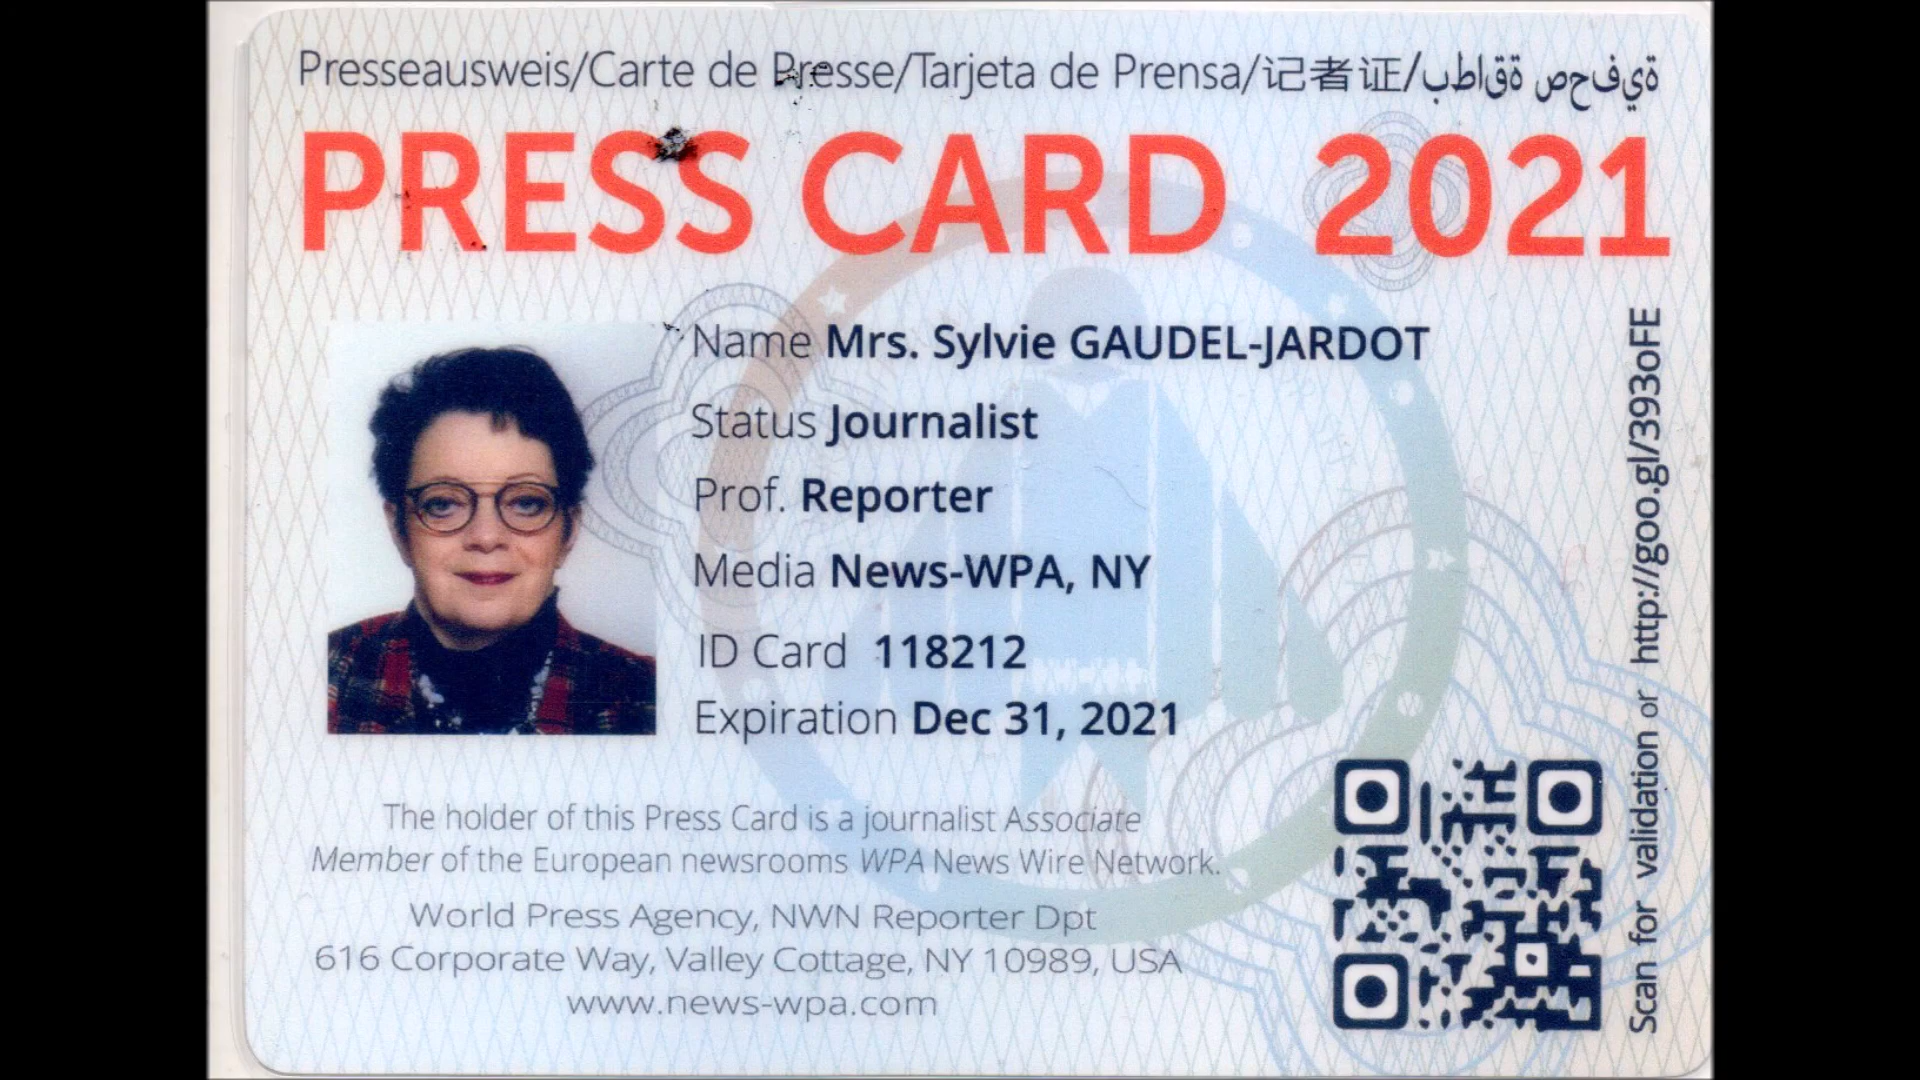 Presseausweis/Carte de Presse/Tarjeta de Prensa/记者证/ةيفحص ةقاطب
PRESS CARD 2021
Name Mrs. Sylvie GAUDEL-JARDOT
Status Journalist
Prof. Reporter
Media News-WPA, NY
ID Card 118212
Expiration Dec 31, 2021
The holder of this Press Card is a journalist Associate
Member of the European newsrooms WPA News Wire Network.
World Press Agency, NWN Reporter Dpt
616 Corporate Way, Valley Cottage, NY 10989, USA
www.news-wpa.com
Scan for validation or http://goo.gl/393oFE